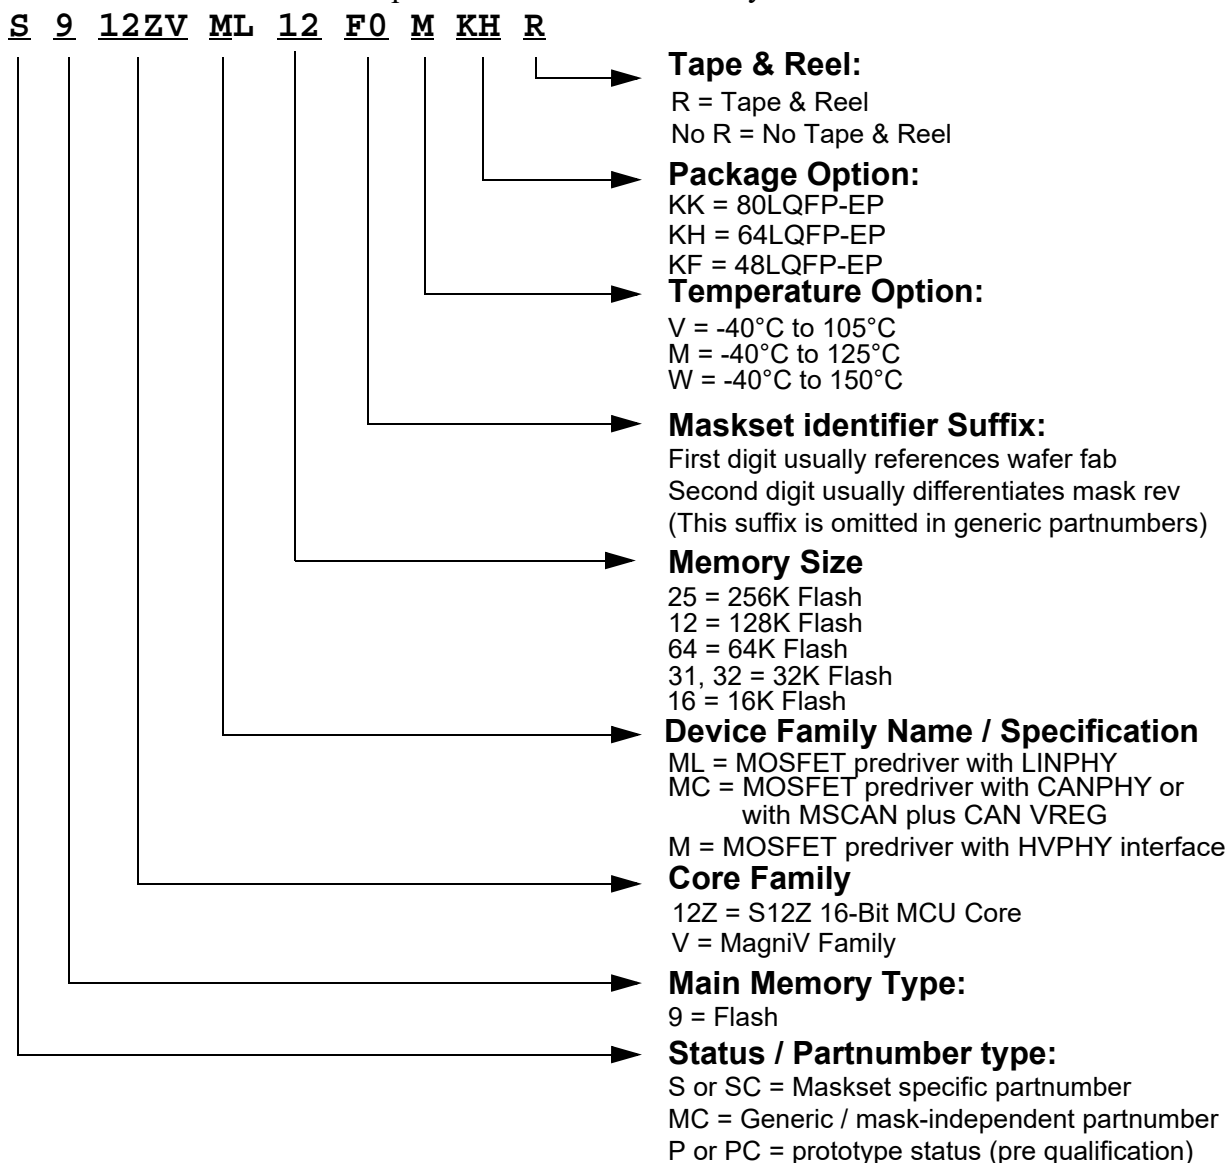 S 9 12ZV ML 12 F0 M KH R
Tape & Reel:
R = Tape & Reel
No R = No Tape & Reel
Package Option:
KK = 80LQFP-EP
KH = 64LQFP-EP
KF = 48LQFP-EP
Temperature Option:
V = -40°C to 105°C
M = -40°C to 125°C
W = -40°C to 150°C
Maskset identifier Suffix:
First digit usually references wafer fab
Second digit usually differentiates mask rev
(This suffix is omitted in generic partnumbers)
Memory Size
25 = 256K Flash
12 = 128K Flash
64 = 64K Flash
31, 32 = 32K Flash
16 = 16K Flash
Device Family Name / Specification
ML = MOSFET predriver with LINPHY
MC = MOSFET predriver with CANPHY or
with MSCAN plus CAN VREG
M = MOSFET predriver with HVPHY interface
Core Family
12Z = S12Z 16-Bit MCU Core
V = MagniV Family
Main Memory Type:
9 = Flash
Status / Partnumber type:
S or SC = Maskset specific partnumber
MC = Generic / mask-independent partnumber
P or PC = prototype status (pre qualification)